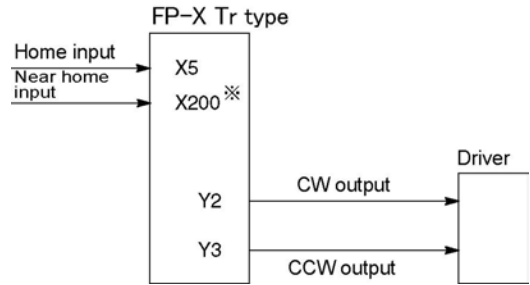 FP-X Tr type
Home input
Near home
input
X5
X200※
Driver
Y2
CW output
Y3
CCW output